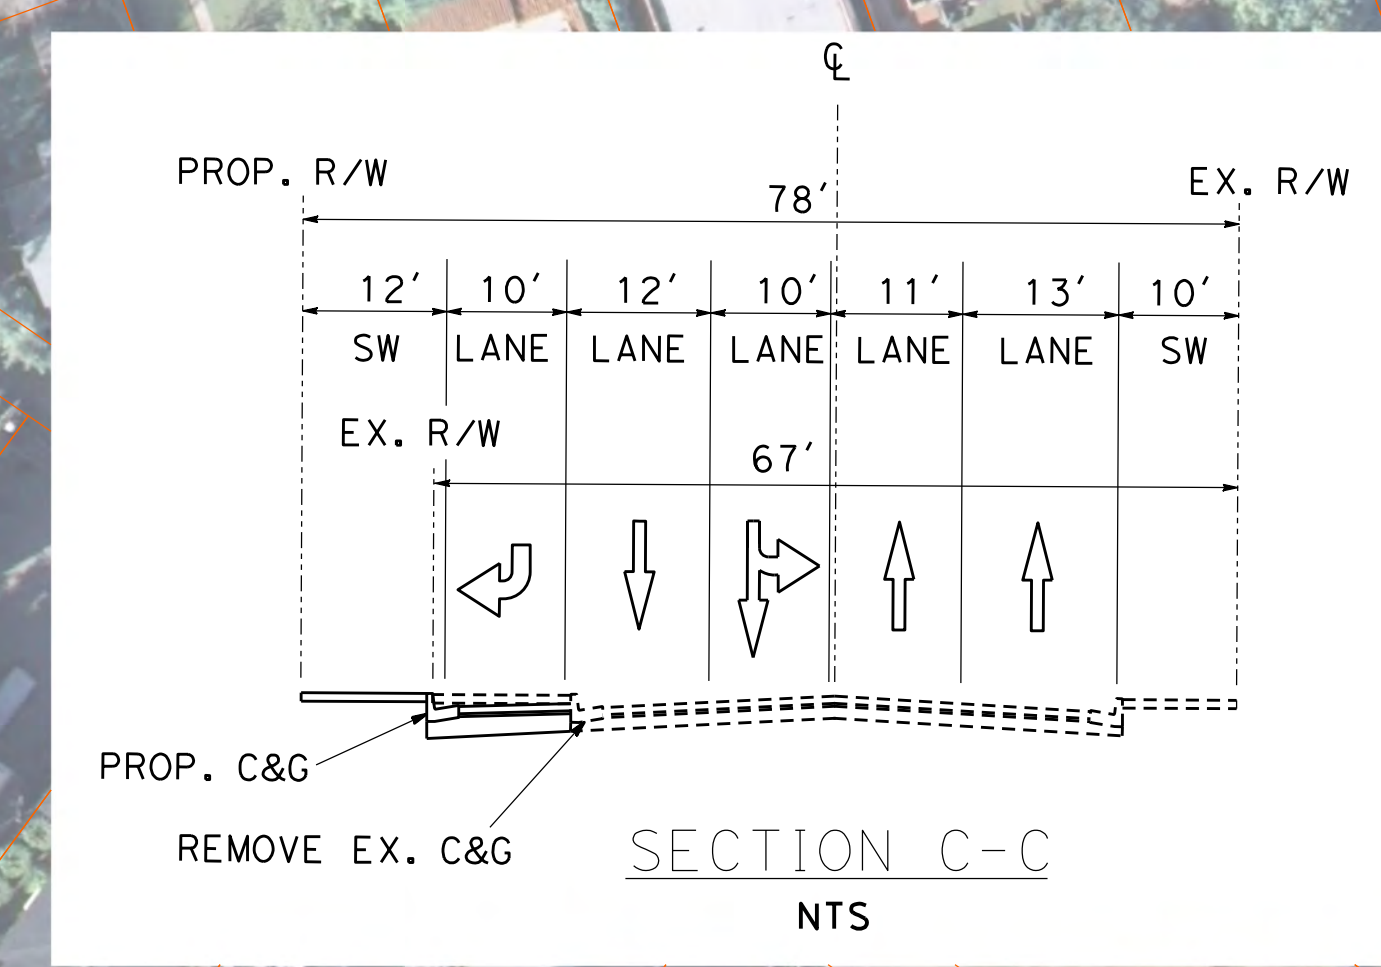 ℄
PROP. R/W
78′
EX. R/W
12′ 10′ 12′ 10′ 11′ 13′ 10′
SW LANE LANE LANE LANE LANE SW
EX. R/W
67′
PROP. C&G
REMOVE EX. C&G
SECTION C-C
NTS